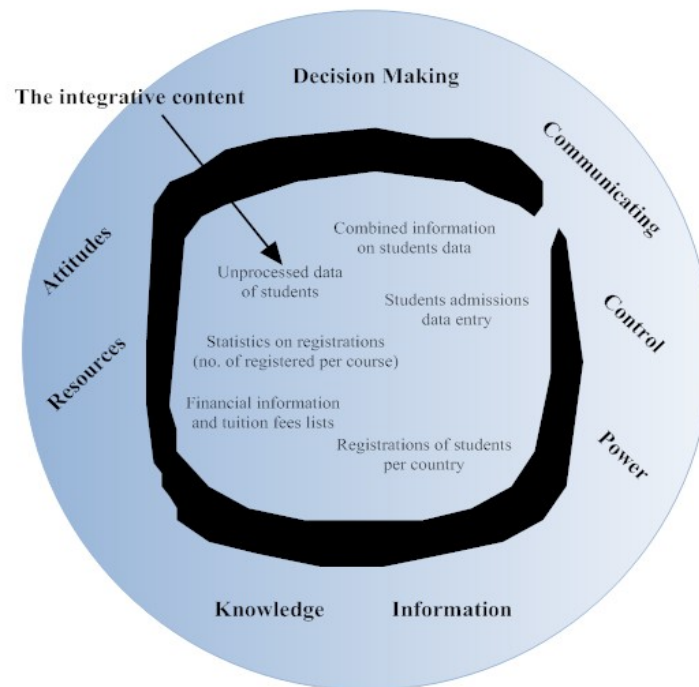 Decision Making
The integrative content
Communicating
Combined information
on students data
Attitudes
Unprocessed data
of students
Students admissions
data entry
Control
Resources
Statistics on registrations
(no. of registered per course)
Financial information
and tuition fees lists
Registrations of students
per country
Power
Knowledge
Information